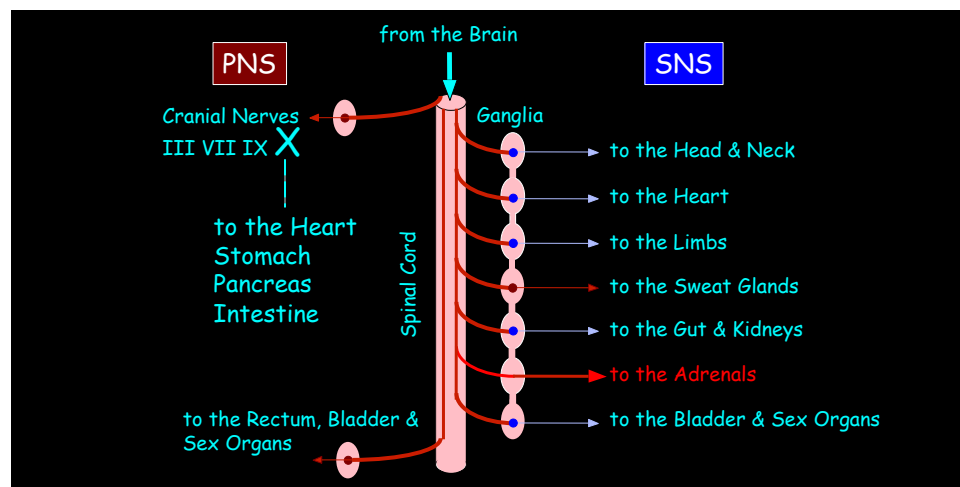 from the Brain
PNS
SNS
Cranial Nerves
III VII IX X
Ganglia
to the Head & Neck
to the Heart
to the Limbs
to the Sweat Glands
to the Gut & Kidneys
to the Adrenals
to the Bladder & Sex Organs
to the Heart
Stomach
Pancreas
Intestine
Spinal Cord
to the Rectum, Bladder &
Sex Organs